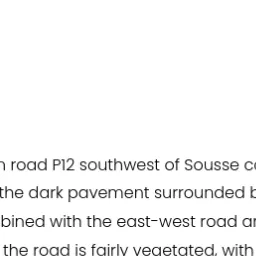 road P12 southwest of Sousse
the dark pavement surrounded
with the east-west road
the road is fairly vegetated, with